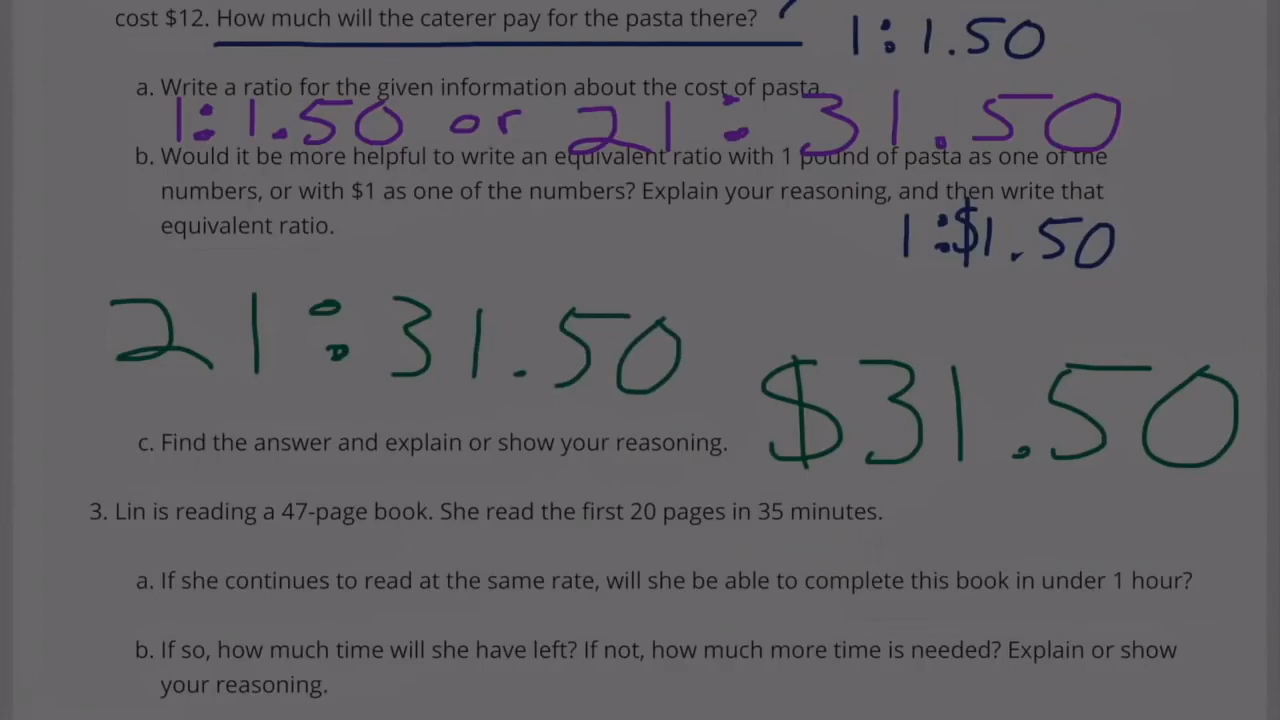 cost $12. How much will the caterer pay for the pasta there?
1:1.50
a. Write a ratio for the given information about the cost of pasta.
1:1.50 or 21:31.50
b. Would it be more helpful to write an equivalent ratio with 1 pound of pasta as one of the
numbers, or with $1 as one of the numbers? Explain your reasoning, and then write that
equivalent ratio.
1:$1.50
21:31.50
$31.50
c. Find the answer and explain or show your reasoning.
3. Lin is reading a 47-page book. She read the first 20 pages in 35 minutes.
a. If she continues to read at the same rate, will she be able to complete this book in under 1 hour?
b. If so, how much time will she have left? If not, how much more time is needed? Explain or show
your reasoning.